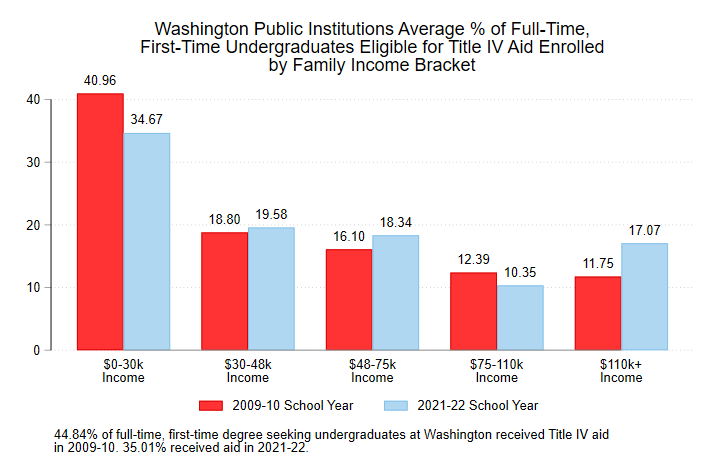 Washington Public Institutions Average % of Full-Time,
First-Time Undergraduates Eligible for Title IV Aid Enrolled
by Family Income Bracket
40
30
20
10
0
40.96
34.67
18.80
19.58
16.10
18.34
12.39
10.35
11.75
17.07
$0-30k
Income
$30-48k
Income
$48-75k
Income
$75-110k
Income
$110k+
Income
2009-10 School Year
2021-22 School Year
44.84% of full-time, first-time degree seeking undergraduates at Washington received Title IV aid
in 2009-10. 35.01% received aid in 2021-22.